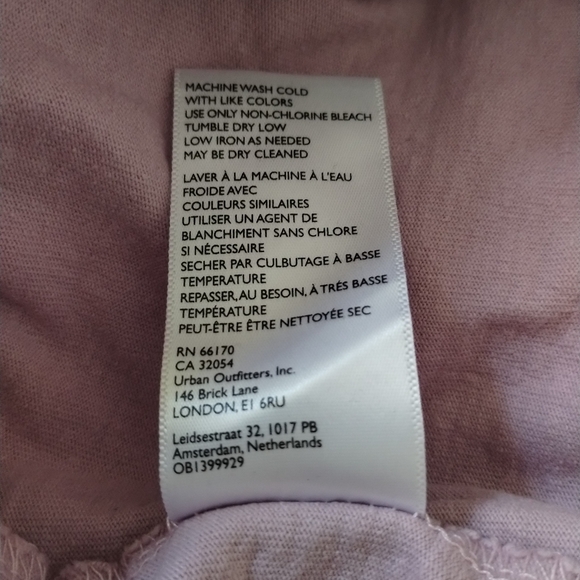 MACHINE WASH COLD
WITH LIKE COLORS
USE ONLY NON-CHLORINE BLEACH
TUMBLE DRY LOW
LOW IRON AS NEEDED
MAY BE DRY CLEANED
LAVER À LA MACHINE À L'EAU
FROIDE AVEC
COULEURS SIMILAIRES
UTILISER UN AGENT DE
BLANCHIMENT SANS CHLORE
SI NÉCESSAIRE
SECHER PAR CULBUTAGE À BASSE
TEMPERATURE
REPASSER, AU BESOIN, À TRÉS BASSE
TEMPÉRATURE
PEUT-ÊTRE ÊTRE NETTOYÉE SEC
RN 66170
CA 32054
Urban Outfitters, Inc.
146 Brick Lane
LONDON, E1 6RU
Leidsestraat 32, 1017 PB
Amsterdam, Netherlands
OB1399929